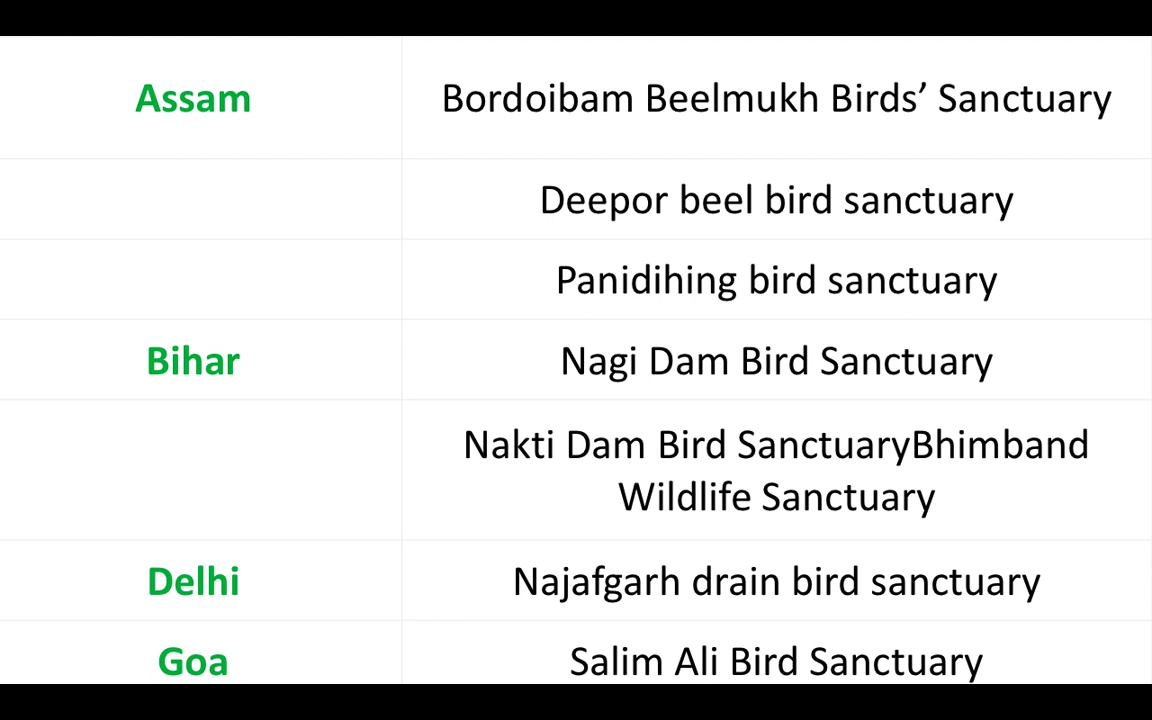 Assam
Bordoibam Beelmukh Birds’ Sanctuary
Deepor beel bird sanctuary
Panidihing bird sanctuary
Bihar
Nagi Dam Bird Sanctuary
Nakti Dam Bird SanctuaryBhimband
Wildlife Sanctuary
Delhi
Najafgarh drain bird sanctuary
Goa
Salim Ali Bird Sanctuary